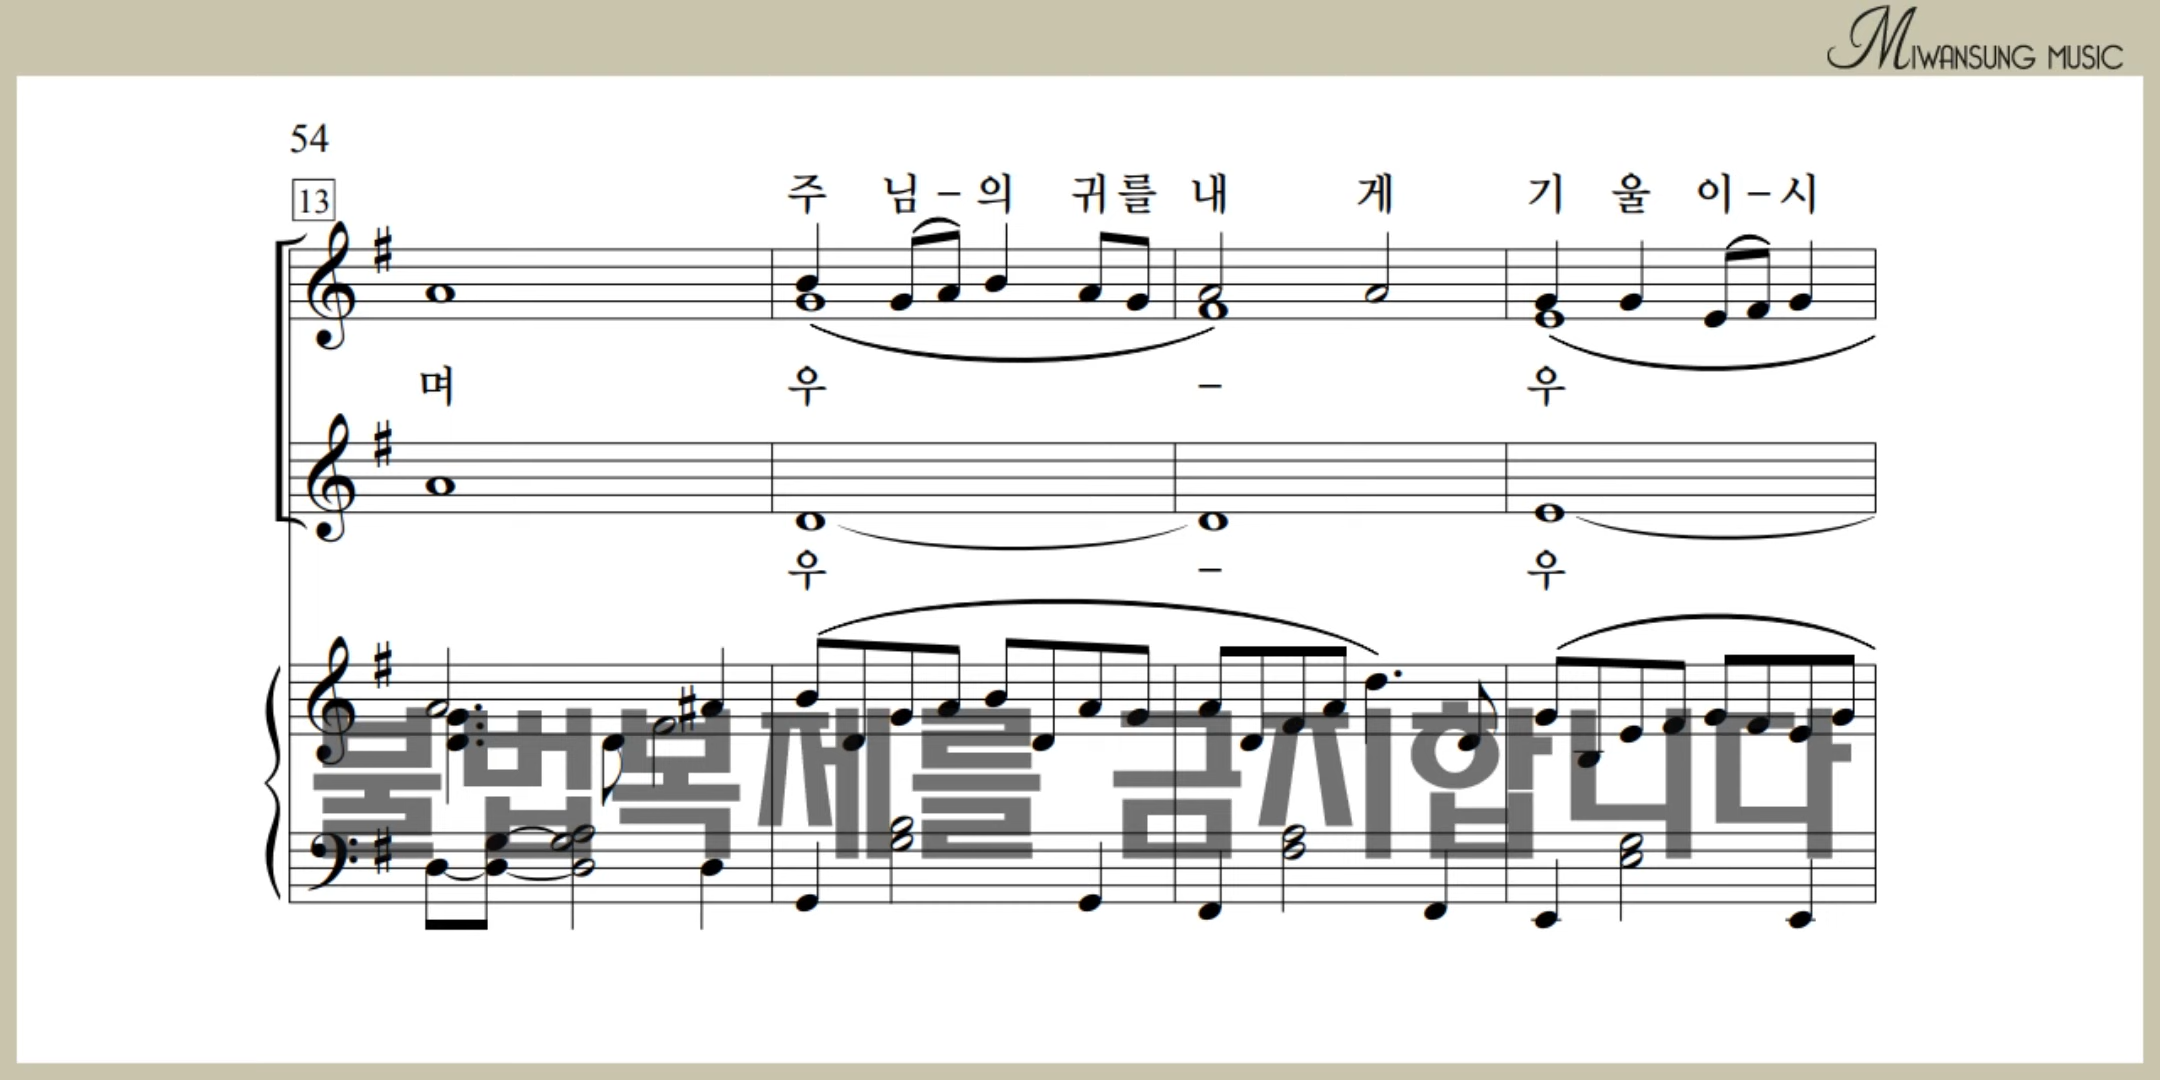 MIWANSUNG MUSIC
54
13
주 님 - 의 귀 를 내 게 기 울 이 - 시
며 우 - 우
우 - 우
불법복제를 금지합니다